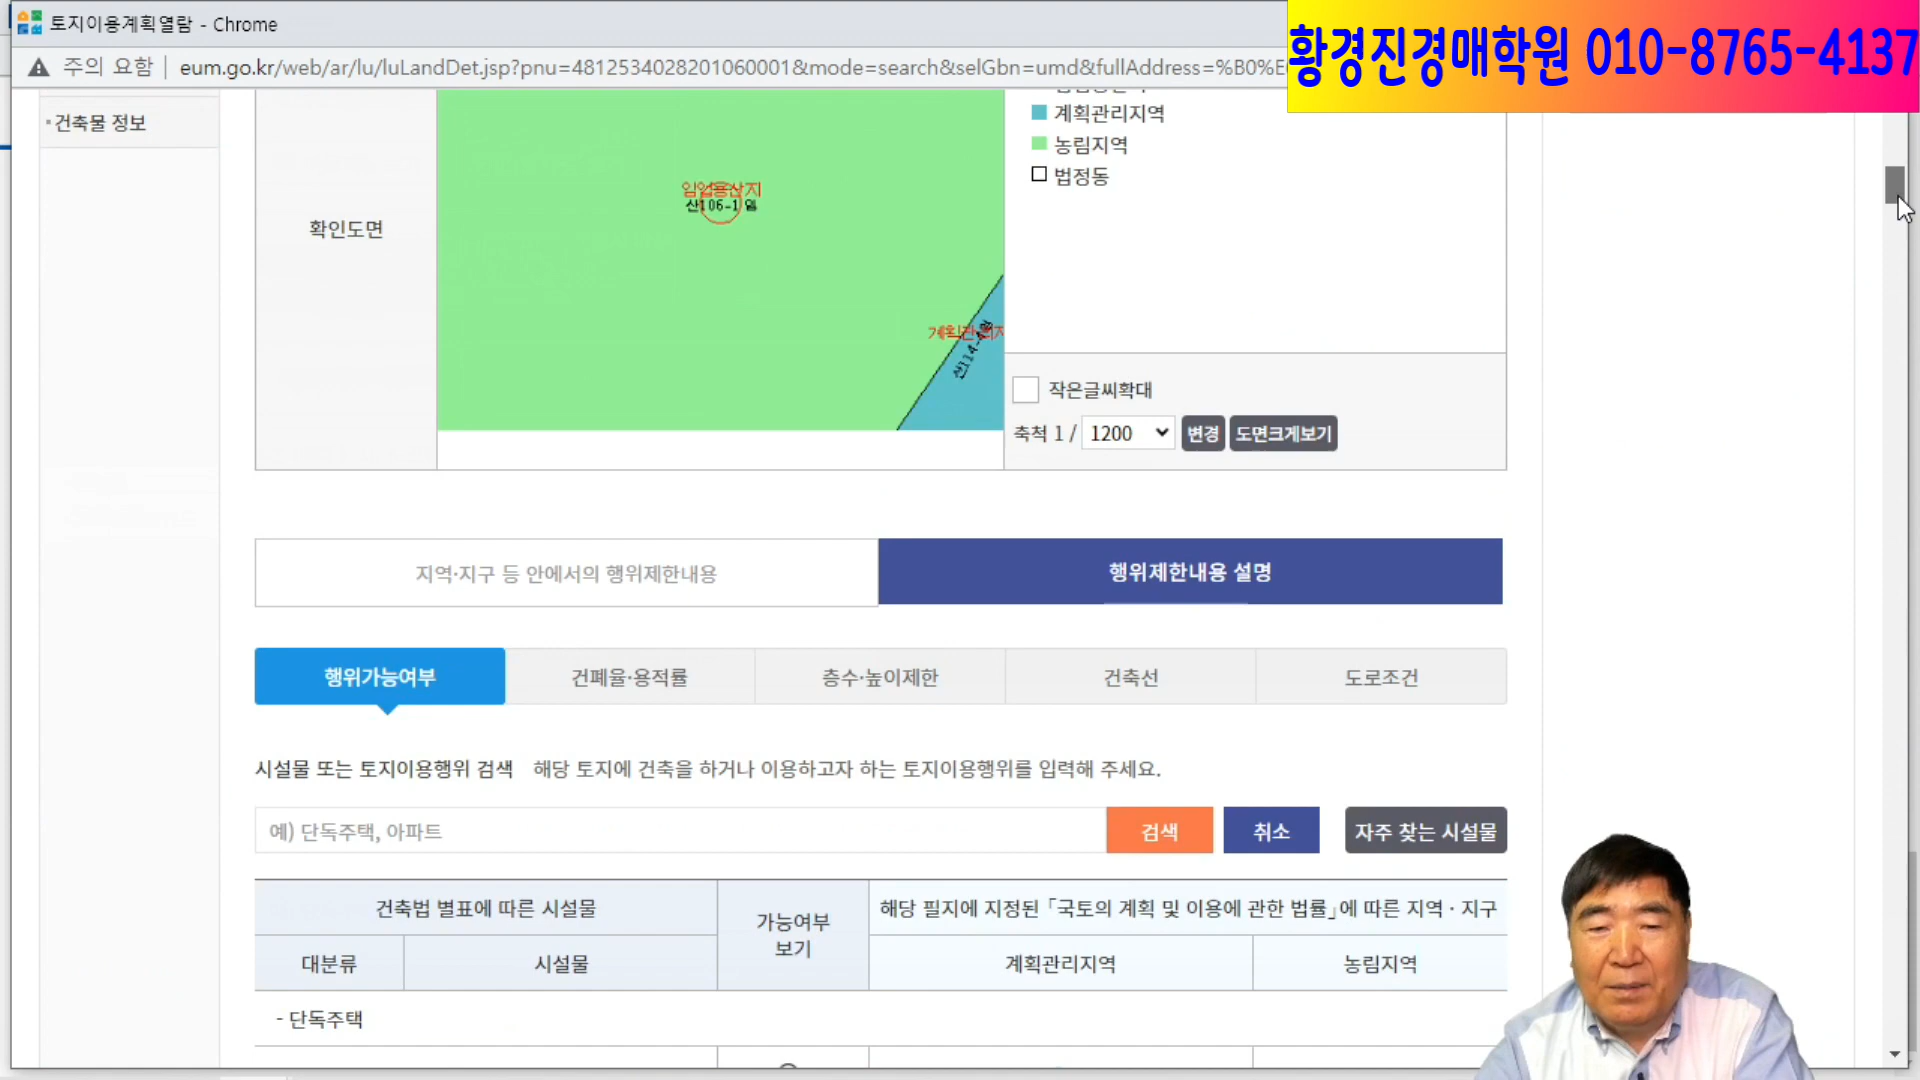 토지이용계획열람 - Chrome
황경진경매학원 010-8765-4137
주의 요함
eum.go.kr/web/ar/lu/luLandDet.jsp?pnu=4812534028201060001&mode=search&selGbn=umd&fullAddress=%B0%E
건축물 정보
계획관리지역
농림지역
법정동
임업용산지
산106-1 임
확인도면
산114-4임
작은글씨확대
축척 1 / 1200 변경 도면크게보기
지역·지구 등 안에서의 행위제한내용
행위제한내용 설명
행위가능여부 건폐율·용적률 층수·높이제한 건축선 도로조건
시설물 또는 토지이용행위 검색 해당 토지에 건축을 하거나 이용하고자 하는 토지이용행위를 입력해 주세요.
예) 단독주택, 아파트
검색 취소 자주 찾는 시설물
건축법 별표에 따른 시설물
가능여부
보기
해당 필지에 지정된 「국토의 계획 및 이용에 관한 법률」에 따른 지역 · 지구
대분류 시설물 계획관리지역 농림지역
- 단독주택